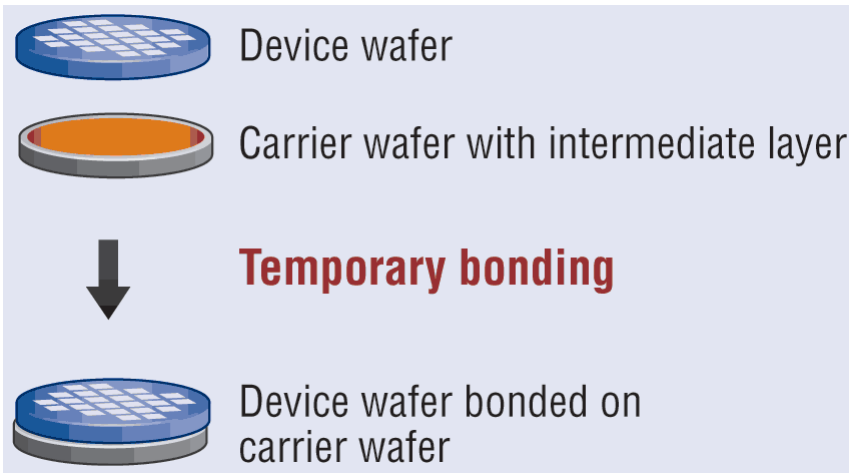 Device wafer
Carrier wafer with intermediate layer
Temporary bonding
Device wafer bonded on
carrier wafer